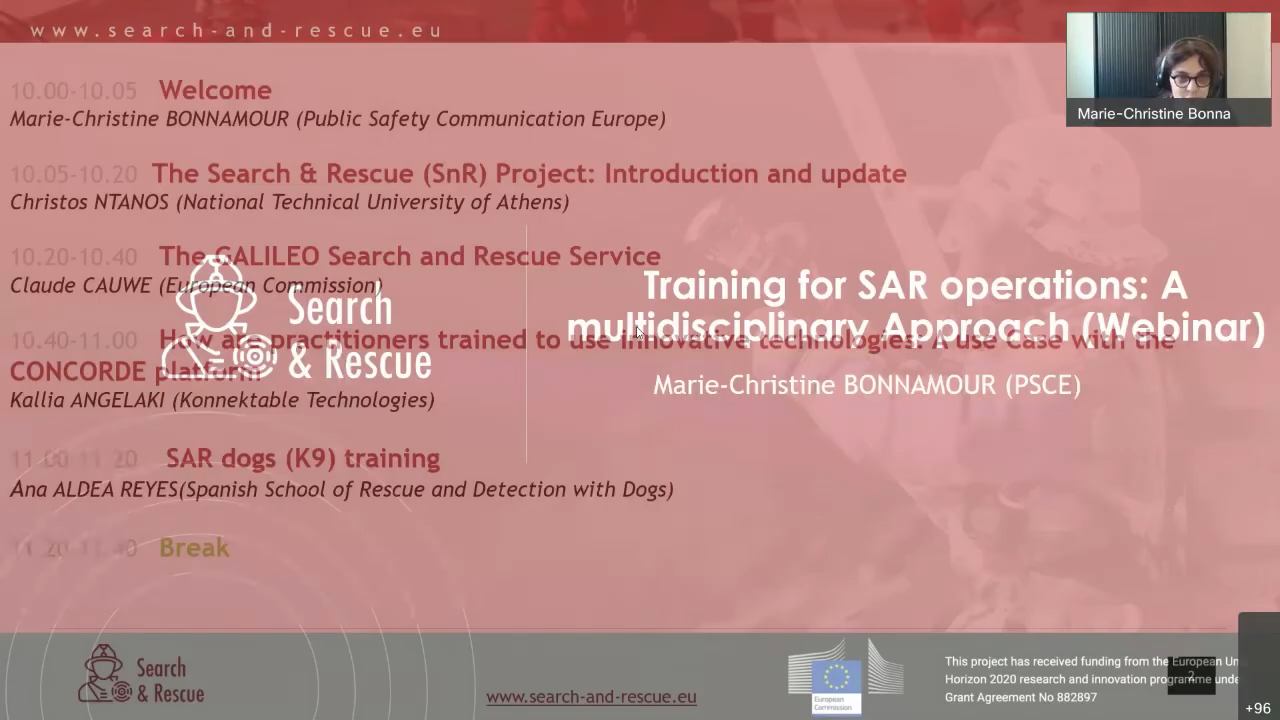 www.search-and-rescue.eu
10.00-10.05 Welcome
Marie-Christine BONNAMOUR (Public Safety Communication Europe)
Marie-Christine Bonna
10.05-10.20 The Search & Rescue (SnR) Project: Introduction and update
Christos NTANOS (National Technical University of Athens)
10.20-10.40 The GALILEO Search and Rescue Service
Claude CAUWE (European Commission)
Search
& Rescue
Training for SAR operations: A
multidisciplinary Approach (Webinar)
Marie-Christine BONNAMOUR (PSCE)
10.40-11.00 How are practitioners trained to use innovative technologies: A use Case with the
CONCORDE platform
Kallia ANGELAKI (Konnektable Technologies)
11.00-11.20 SAR dogs (K9) training
Ana ALDEA REYES(Spanish School of Rescue and Detection with Dogs)
Break
Search
& Rescue
www.search-and-rescue.eu
European
Commission
This project has received funding from the European Un
Horizon 2020 research and innovation programme unde
Grant Agreement No 882897
2
+96